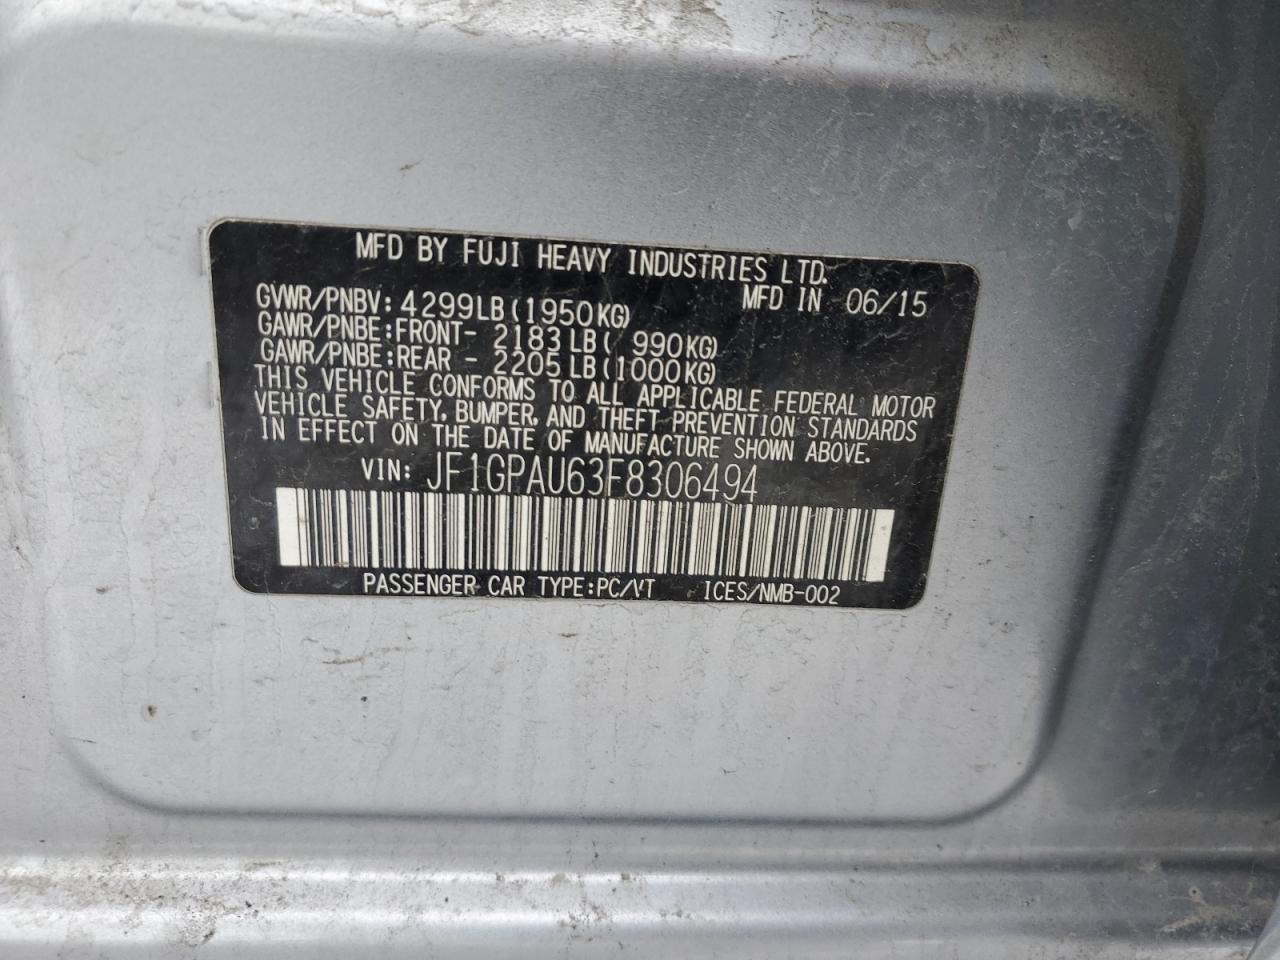 MFD BY FUJI HEAVY INDUSTRIES LTD.
GVWR/PNBV: 4299LB(1950KG) MFD IN 06/15
GAWR/PNBE:FRONT- 2183LB( 990KG)
GAWR/PNBE:REAR - 2205LB(1000KG)
THIS VEHICLE CONFORMS TO ALL APPLICABLE FEDERAL MOTOR
VEHICLE SAFETY, BUMPER, AND THEFT PREVENTION STANDARDS
IN EFFECT ON THE DATE OF MANUFACTURE SHOWN ABOVE.
VIN: JF1GPAU63F8306494
PASSENGER CAR TYPE:PC/VT ICES/NMB-002